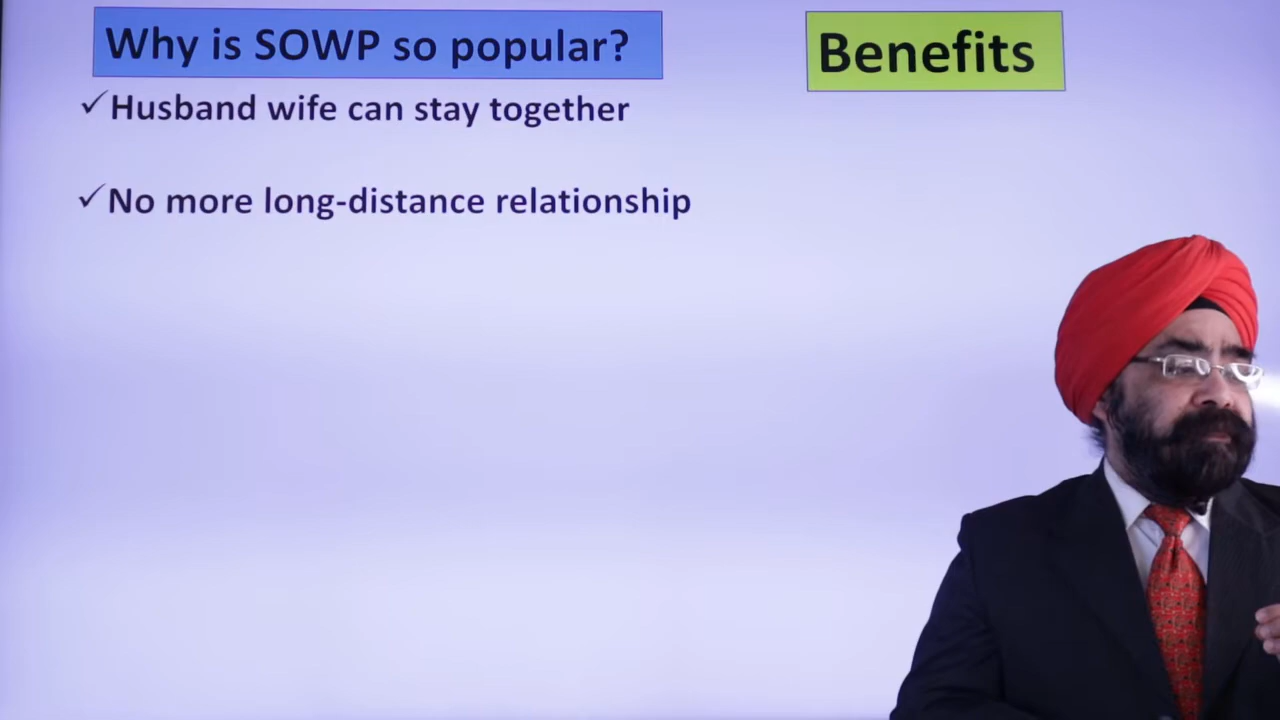 Why is SOWP so popular?
Benefits
✓Husband wife can stay together
✓No more long-distance relationship